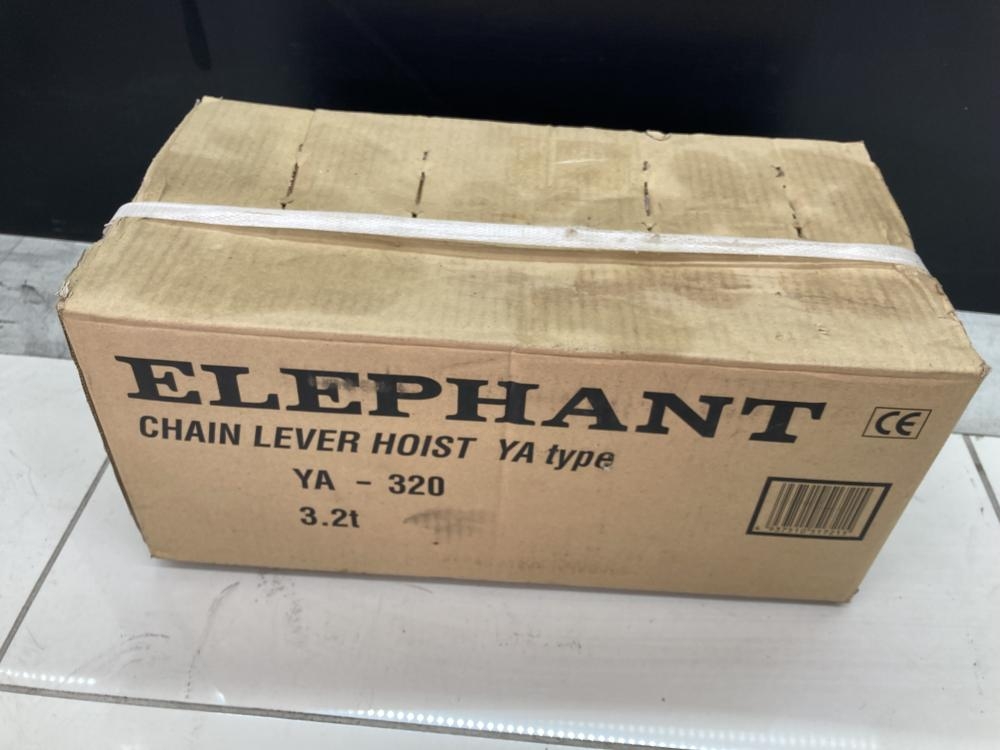 ELEPHANT
CE
CHAIN LEVER HOIST YA type
YA - 320
3.2t